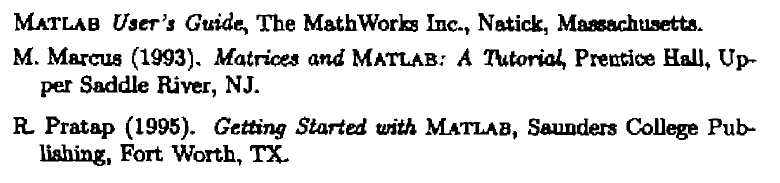 MATLAB User's Guide, The MathWorks Inc., Natick, Massachusetts.
M. Marcus (1993). Matrices and MATLAB: A Tutorial, Prentice Hall, Up-
per Saddle River, NJ.
R. Pratap (1995). Getting Started with MATLAB, Saunders College Pub-
lishing, Fort Worth, TX.